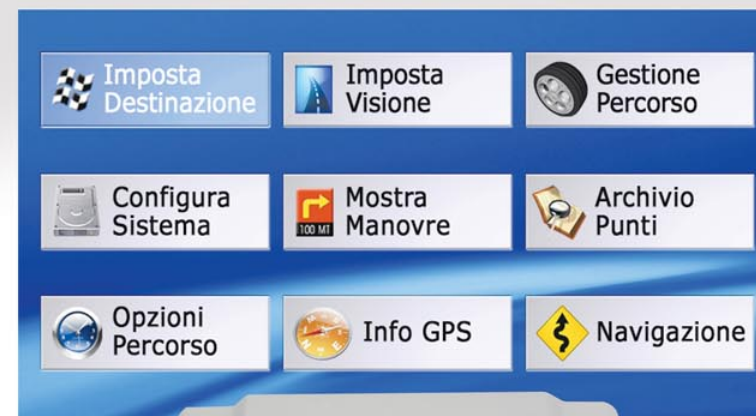 Imposta
Destinazione
Imposta
Visione
Gestione
Percorso
Configura
Sistema
100 MT
Mostra
Manovre
Archivio
Punti
Opzioni
Percorso
Info GPS
Navigazione